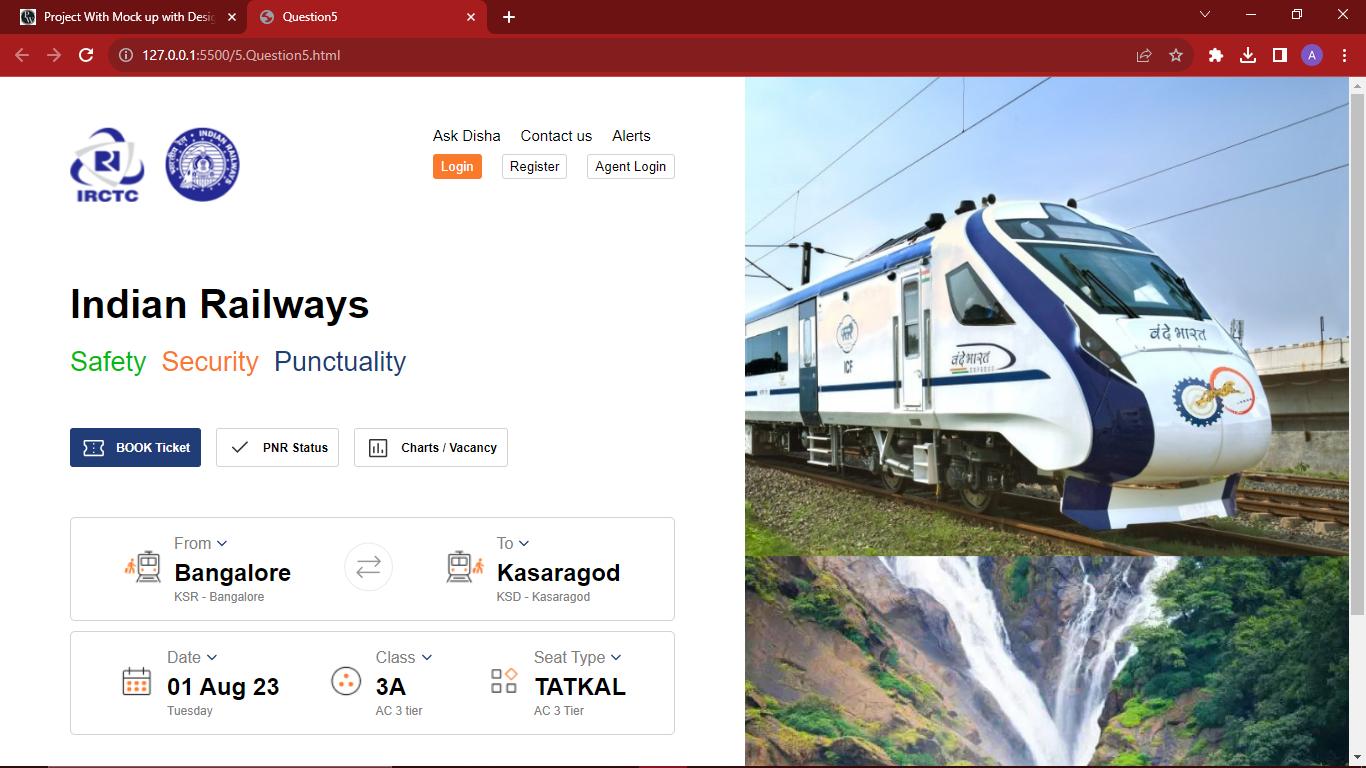 Project With Mock up with Desig
Question5
127.0.0.1:5500/5.Question5.html
A
IRCTC
INDIAN RAILWAYS
भारतीय रेल
Ask Disha Contact us Alerts
Login Register Agent Login
Indian Railways
Safety Security Punctuality
BOOK Ticket PNR Status Charts / Vacancy
From
Bangalore
KSR - Bangalore
To
Kasaragod
KSD - Kasaragod
Date
01 Aug 23
Tuesday
Class
3A
AC 3 tier
Seat Type
TATKAL
AC 3 Tier
वंदे भारत
वंदे भारत
EXPRESS
ICF